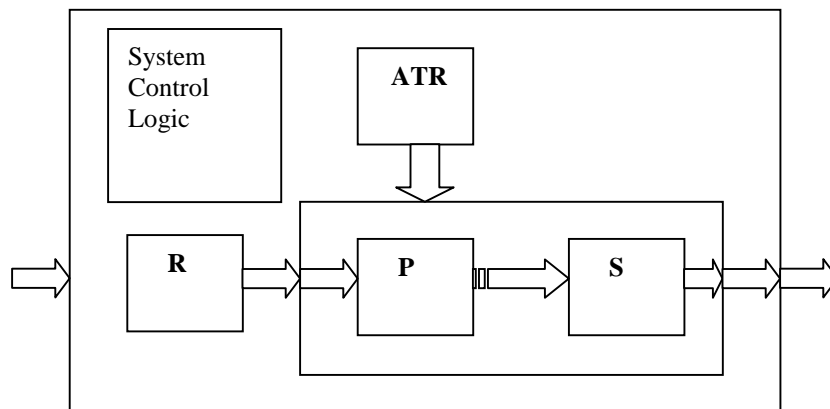 System
Control
Logic
ATR
R
P
S